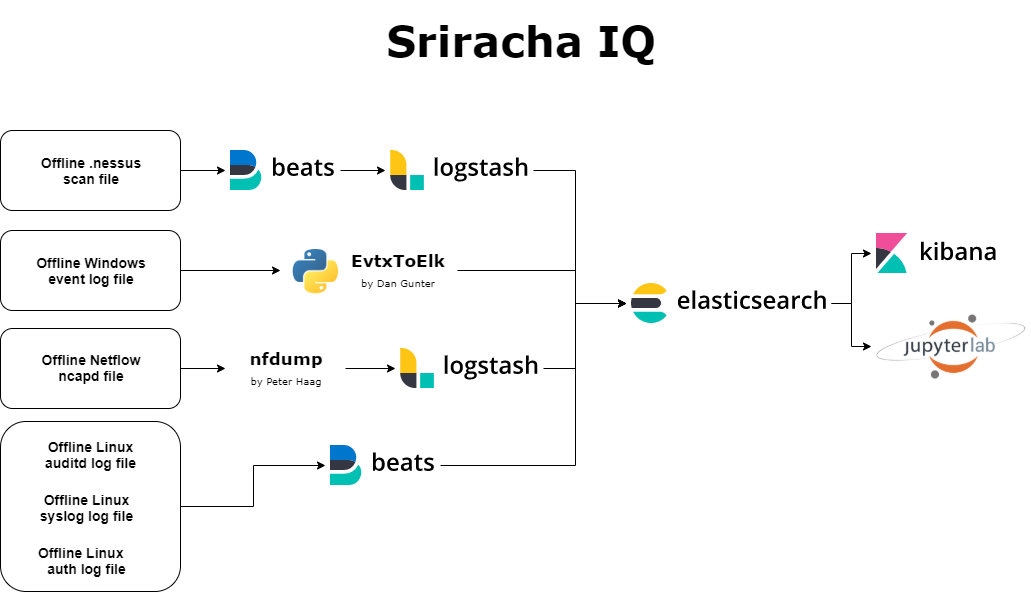 Sriracha IQ
Offline .nessus
scan file
beats
logstash
Offline Windows
event log file
EvtxToElk
by Dan Gunter
Offline Netflow
ncapd file
nfdump
by Peter Haag
logstash
Offline Linux
auditd log file
Offline Linux
syslog log file
Offline Linux
auth log file
beats
elasticsearch
kibana
jupyterlab